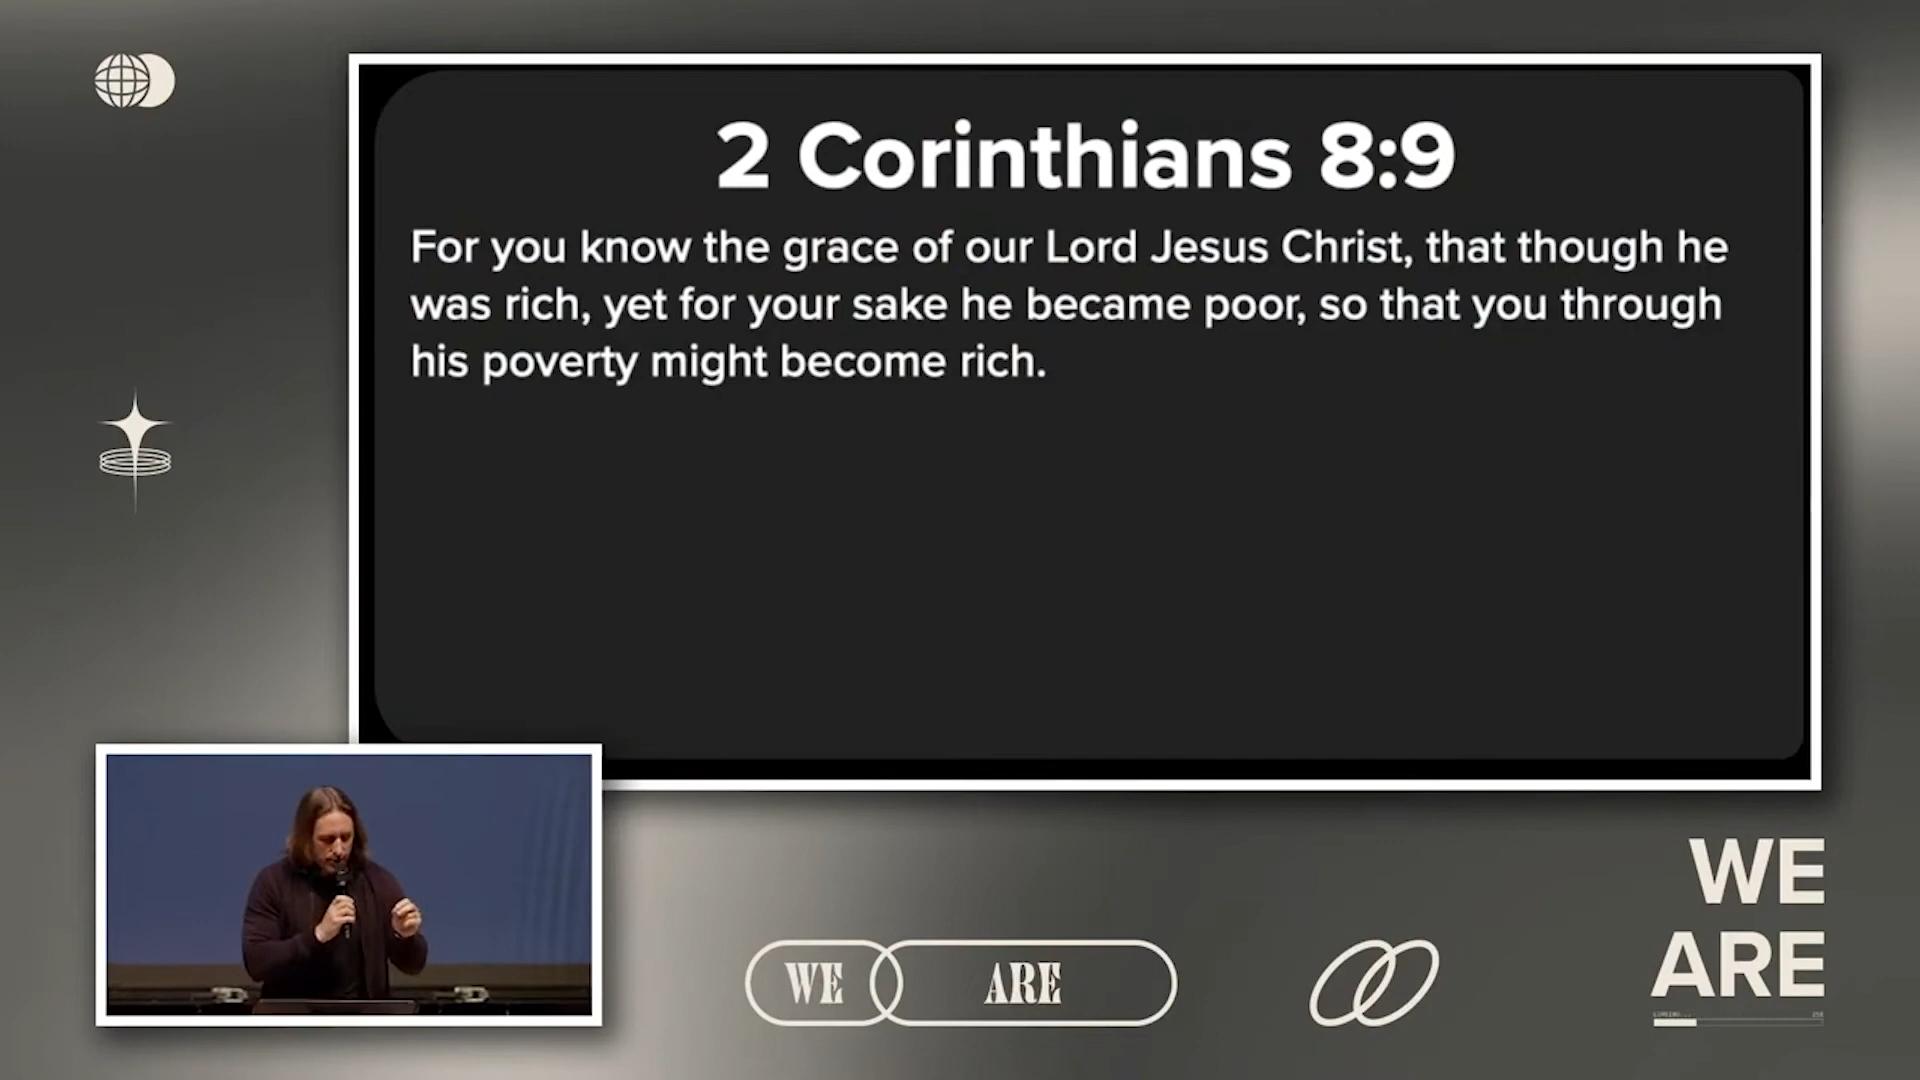 2 Corinthians 8:9
For you know the grace of our Lord Jesus Christ, that though he
was rich, yet for your sake he became poor, so that you through
his poverty might become rich.
WE ARE
WE
ARE